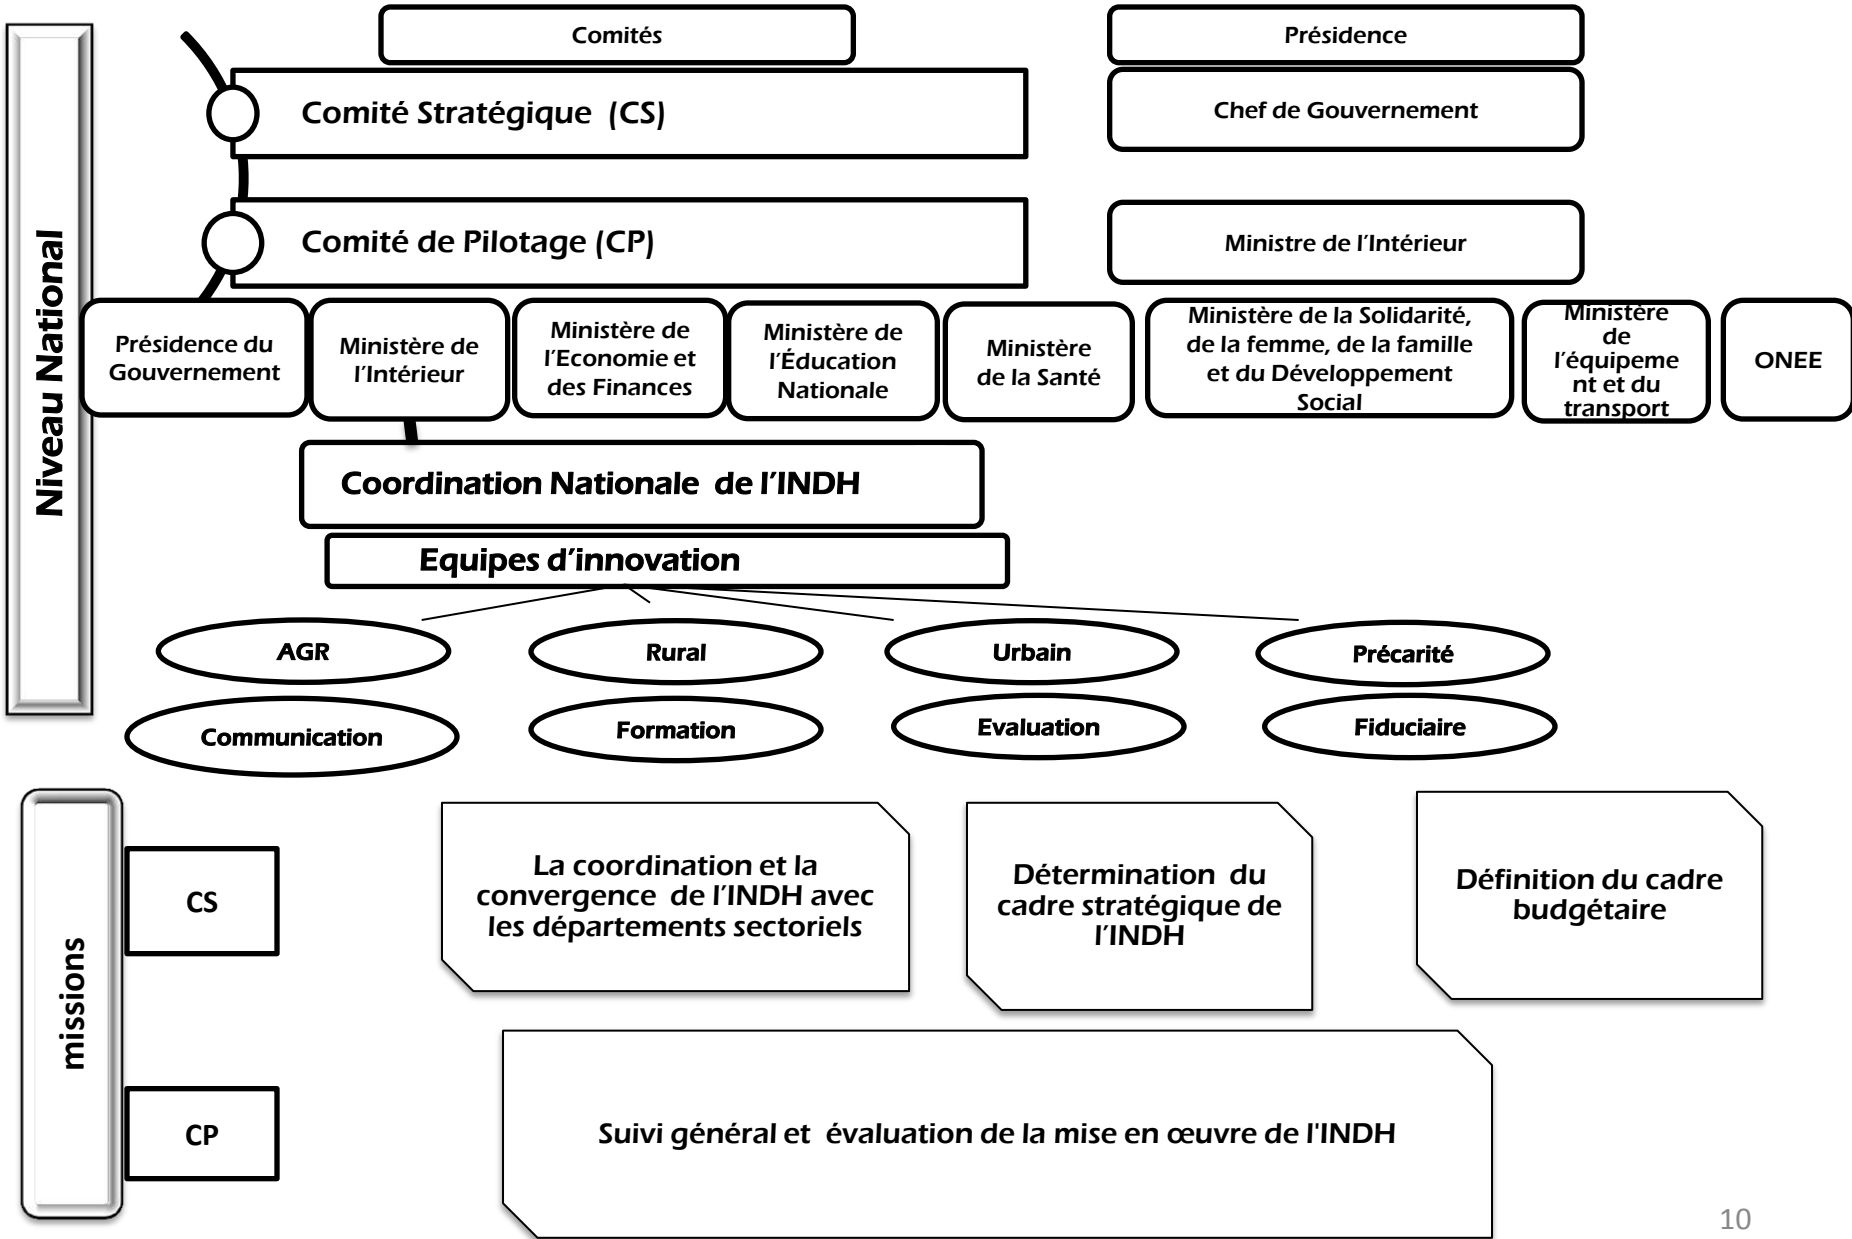 Comités
Présidence
Niveau National
Comité Stratégique (CS)
Chef de Gouvernement
Comité de Pilotage (CP)
Ministre de l'Intérieur
Présidence du
Gouvernement
Ministère de
l'Intérieur
Ministère de
l'Economie et
des Finances
Ministère de
l'Éducation
Nationale
Ministère
de la Santé
Ministère de la Solidarité,
de la femme, de la famille
et du Développement
Social
Ministère
de
l'équipeme
nt et du
transport
ONEE
Coordination Nationale de l'INDH
Equipes d'innovation
AGR
Rural
Urbain
Précarité
Communication
Formation
Evaluation
Fiduciaire
missions
CS
La coordination et la
convergence de l'INDH avec
les départements sectoriels
Détermination du
cadre stratégique de
l'INDH
Définition du cadre
budgétaire
CP
Suivi général et évaluation de la mise en œuvre de l'INDH
10